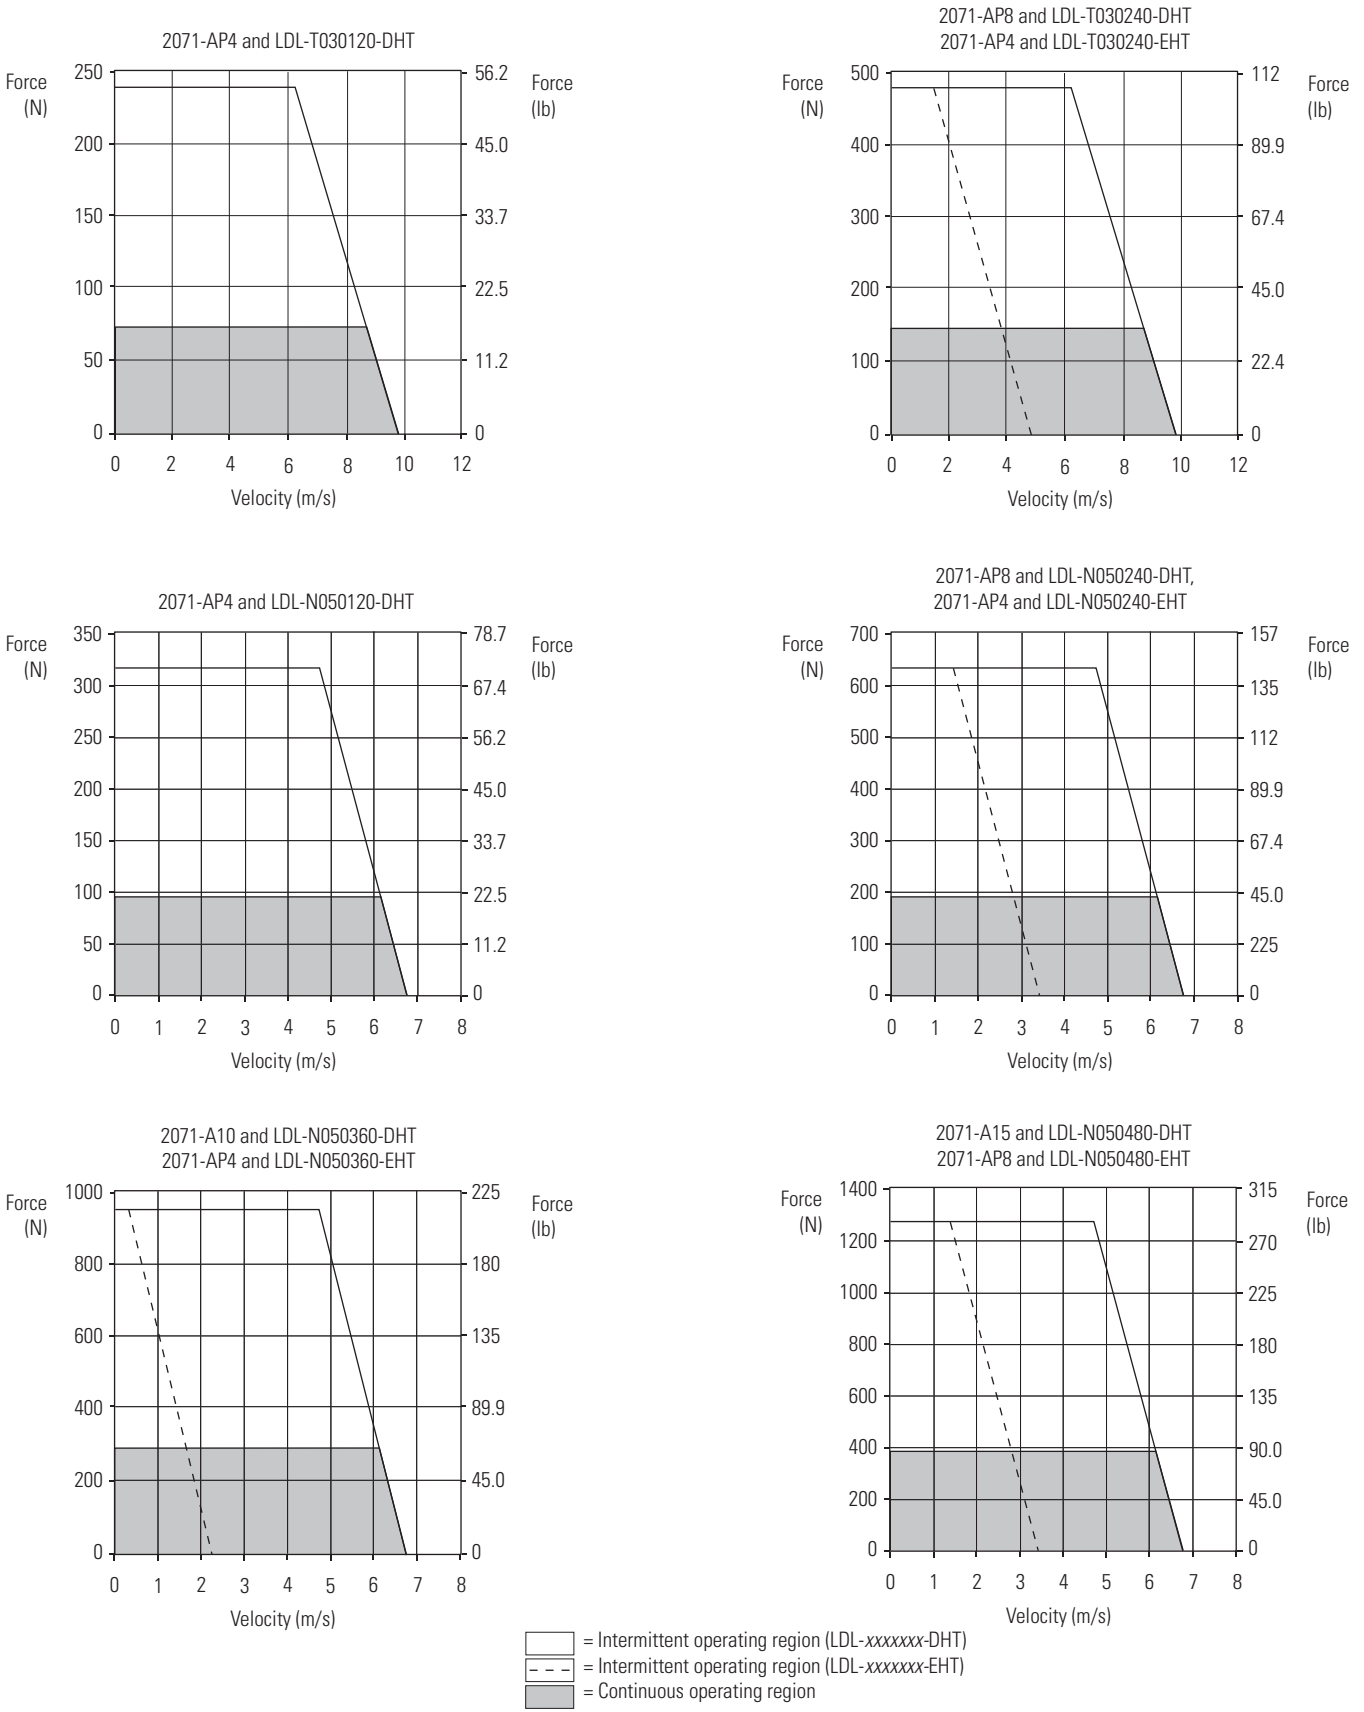 2071-AP4 and LDL-T030120-DHT
Force
(N)
250
200
150
100
50
0
56.2
45.0
33.7
22.5
11.2
0
Force
(lb)
0 2 4 6 8 10 12
Velocity (m/s)
2071-AP8 and LDL-T030240-DHT
2071-AP4 and LDL-T030240-EHT
Force
(N)
500
400
300
200
100
0
112
89.9
67.4
45.0
22.4
0
Force
(lb)
0 2 4 6 8 10 12
Velocity (m/s)
2071-AP4 and LDL-N050120-DHT
Force
(N)
350
300
250
200
150
100
50
0
78.7
67.4
56.2
45.0
33.7
22.5
11.2
0
Force
(lb)
0 1 2 3 4 5 6 7 8
Velocity (m/s)
2071-AP8 and LDL-N050240-DHT,
2071-AP4 and LDL-N050240-EHT
Force
(N)
700
600
500
400
300
200
100
0
157
135
112
89.9
67.4
45.0
225
0
Force
(lb)
0 1 2 3 4 5 6 7 8
Velocity (m/s)
2071-A10 and LDL-N050360-DHT
2071-AP4 and LDL-N050360-EHT
Force
(N)
1000
800
600
400
200
0
225
180
135
89.9
45.0
0
Force
(lb)
0 1 2 3 4 5 6 7 8
Velocity (m/s)
2071-A15 and LDL-N050480-DHT
2071-AP8 and LDL-N050480-EHT
Force
(N)
1400
1200
1000
800
600
400
200
0
315
270
225
180
135
90.0
45.0
0
Force
(lb)
0 1 2 3 4 5 6 7 8
Velocity (m/s)
= Intermittent operating region (LDL-xxxxxxx-DHT)
= Intermittent operating region (LDL-xxxxxxx-EHT)
= Continuous operating region